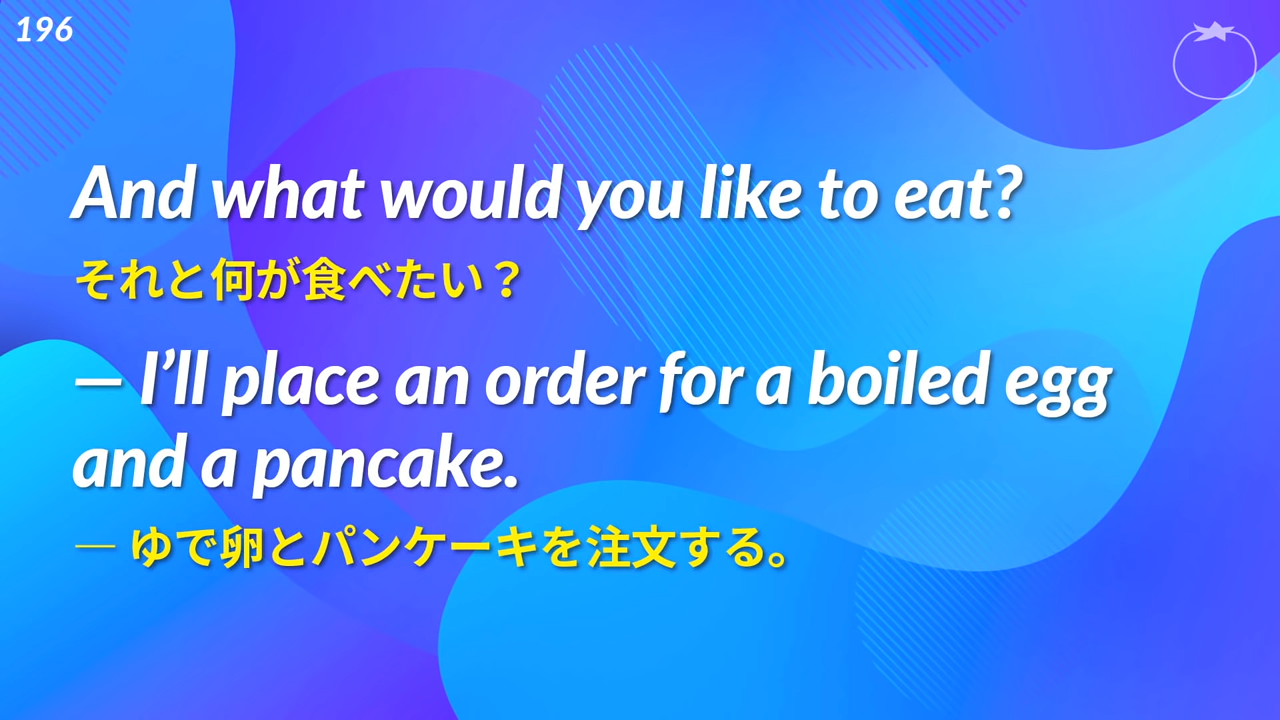 196
And what would you like to eat?
それと何が食べたい？
— I’ll place an order for a boiled egg
and a pancake.
— ゆで卵とパンケーキを注文する。